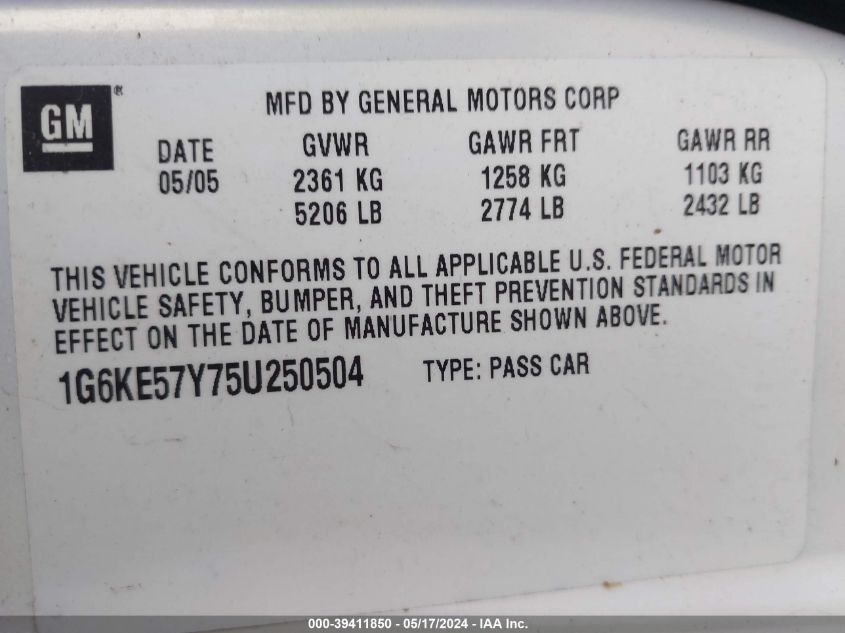 GM®
MFD BY GENERAL MOTORS CORP
DATE GVWR GAWR FRT GAWR RR
05/05 2361 KG 1258 KG 1103 KG
5206 LB 2774 LB 2432 LB
THIS VEHICLE CONFORMS TO ALL APPLICABLE U.S. FEDERAL MOTOR
VEHICLE SAFETY, BUMPER, AND THEFT PREVENTION STANDARDS IN
EFFECT ON THE DATE OF MANUFACTURE SHOWN ABOVE.
1G6KE57Y75U250504 TYPE: PASS CAR
000-39411850 - 05/17/2024 - IAA Inc.